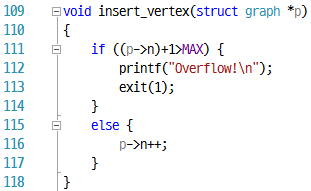 109 void insert_vertex(struct graph *p)
110 {
111     if ((p->n)+1>MAX) {
112         printf("Overflow!\n");
113         exit(1);
114     }
115     else {
116         p->n++;
117     }
118 }